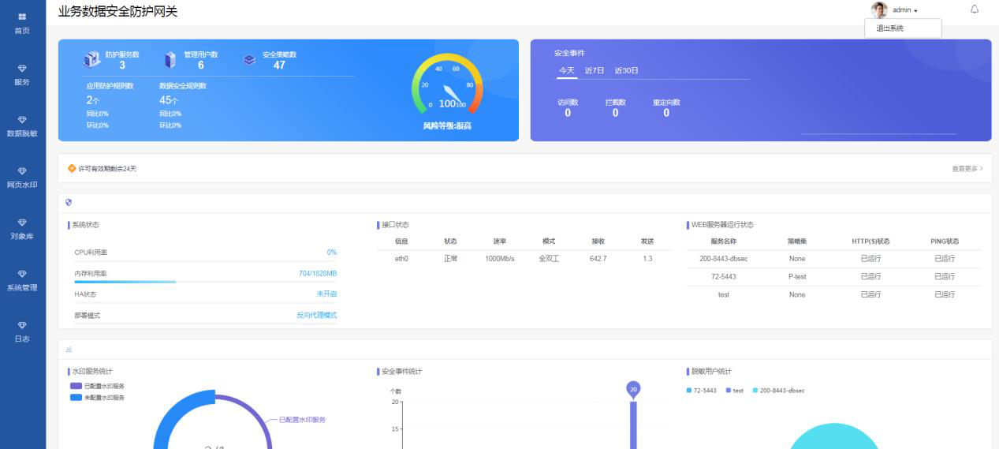 业务数据安全防护网关
admin
退出系统
首页
服务
数据脱敏
网页水印
对象库
系统管理
日志
防护服务数
3
管理用户数
6
安全策略数
47
应用防护规则数
2个
同比0%
环比0%
数据安全规则数
45个
同比0%
环比0%
0
20
40
60
80
100
100
风险等级:很高
安全事件
今天 近7日 近30日
访问数 拦截数 重定向数
0 0 0
许可有效期剩余24天
查看更多 >
系统状态
CPU利用率 0%
内存利用率 704/1828MB
HA状态 未开启
部署模式 反向代理模式
接口状态
信息 状态 速率 模式 接收 发送
eth0 正常 1000Mb/s 全双工 642.7 1.3
WEB服务器运行状态
服务名称 策略集 HTTP(S)状态 PING状态
200-8443-dbsec None 已运行 已运行
72-5443 P-test 已运行 已运行
test None 已运行 已运行
水印服务统计
已配置水印服务
未配置水印服务
已配置水印服务
安全事件统计
个数
20
20
15
脱敏用户统计
72-5443 test 200-8443-dbsec